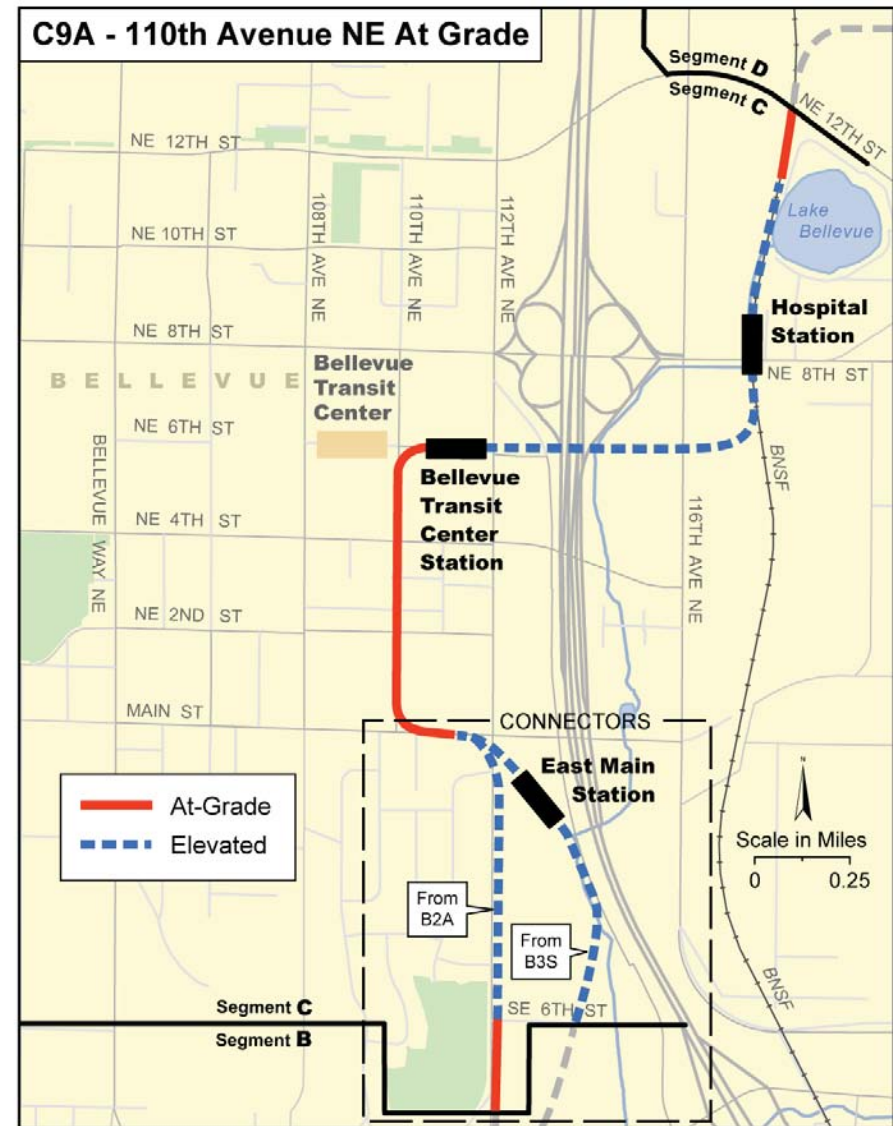 C9A - 110th Avenue NE At Grade
Segment D
Segment C
NE 12TH ST
NE 12TH ST
108TH AVE NE
110TH AVE NE
112TH AVE NE
Lake
Bellevue
NE 10TH ST
Hospital
Station
NE 8TH ST
NE 8TH ST
BELLEVUE
Bellevue
Transit
Center
NE 6TH ST
BELLEVUE WAY NE
Bellevue
Transit
Center
Station
BNSF
116TH AVE NE
NE 4TH ST
NE 2ND ST
MAIN ST
CONNECTORS
East Main
Station
At-Grade
Elevated
N
Scale in Miles
0 0.25
From
B2A
From
B3S
BNSF
SE 6TH ST
Segment C
Segment B